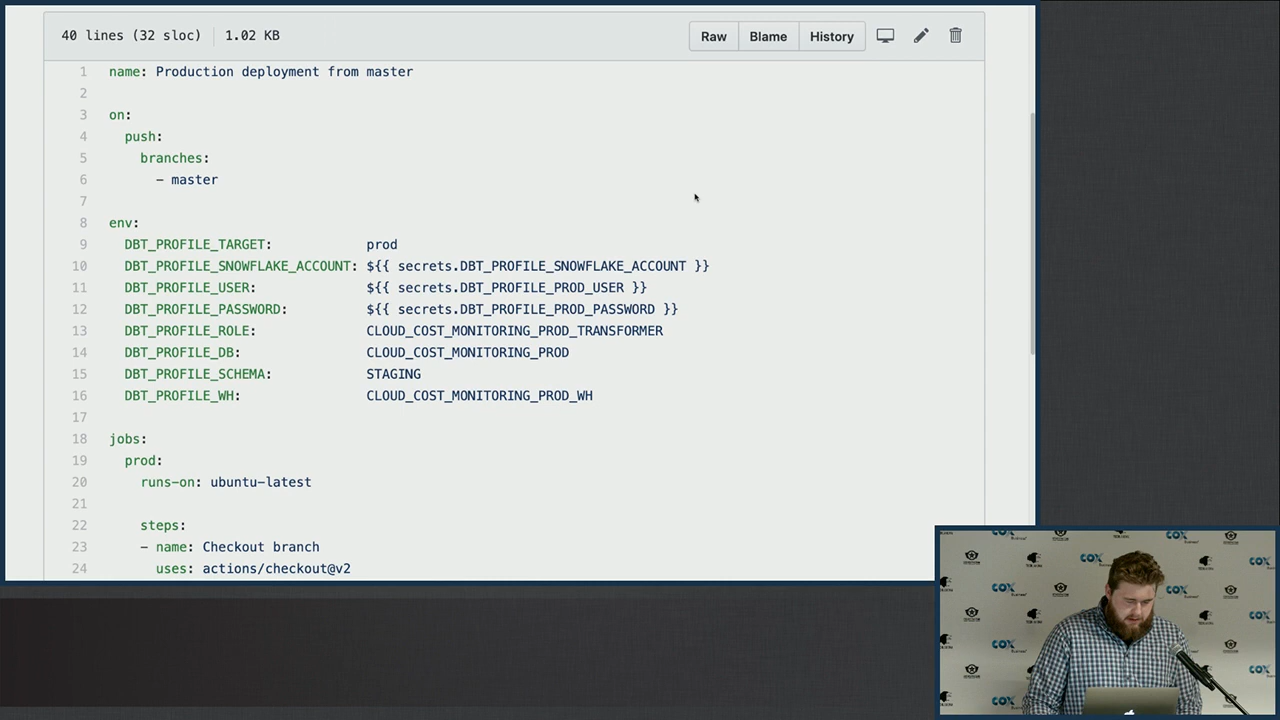 40 lines (32 sloc) 1.02 KB Raw Blame History
1 name: Production deployment from master
2
3 on:
4 push:
5 branches:
6 - master
7
8 env:
9 DBT_PROFILE_TARGET: prod
10 DBT_PROFILE_SNOWFLAKE_ACCOUNT: ${{ secrets.DBT_PROFILE_SNOWFLAKE_ACCOUNT }}
11 DBT_PROFILE_USER: ${{ secrets.DBT_PROFILE_PROD_USER }}
12 DBT_PROFILE_PASSWORD: ${{ secrets.DBT_PROFILE_PROD_PASSWORD }}
13 DBT_PROFILE_ROLE: CLOUD_COST_MONITORING_PROD_TRANSFORMER
14 DBT_PROFILE_DB: CLOUD_COST_MONITORING_PROD
15 DBT_PROFILE_SCHEMA: STAGING
16 DBT_PROFILE_WH: CLOUD_COST_MONITORING_PROD_WH
17
18 jobs:
19 prod:
20 runs-on: ubuntu-latest
21
22 steps:
23 - name: Checkout branch
24 uses: actions/checkout@v2
COX
COX
COX
COX
COX
COX
COX